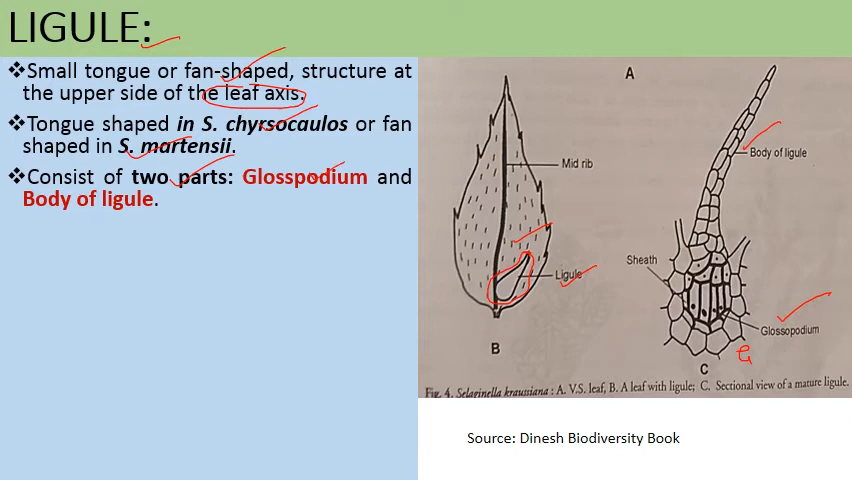 LIGULE:
❖Small tongue or fan-shaped, structure at
the upper side of the leaf axis.
❖Tongue shaped in S. chyrsocaulos or fan
shaped in S. martensii.
❖Consist of two parts: Glosspodium and
Body of ligule.
A
Mid rib
Ligule
B
Body of ligule
Sheath
Glossopodium
C
Fig. 4. Selaginella kraussiana : A. V.S. leaf, B. A leaf with ligule; C. Sectional view of a mature ligule.
Source: Dinesh Biodiversity Book